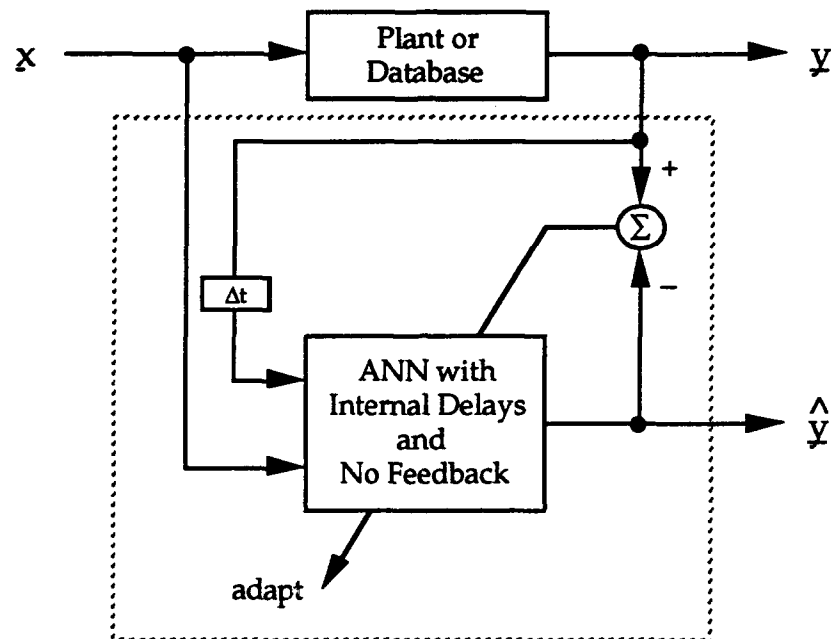 x
Plant or
Database
y
+
Σ
−
Δt
ANN with
Internal Delays
and
No Feedback
ŷ
adapt